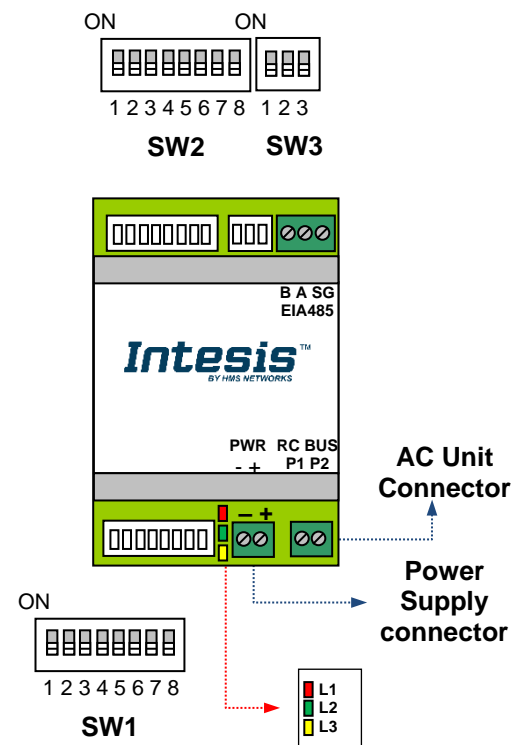 ON
1 2 3 4 5 6 7 8 1 2 3
SW2 SW3
B A SG
EIA485
Intesis™
BY HMS NETWORKS
PWR RC BUS
- + P1 P2
AC Unit
Connector
– +
Power
Supply
connector
ON
1 2 3 4 5 6 7 8
SW1
L1
L2
L3